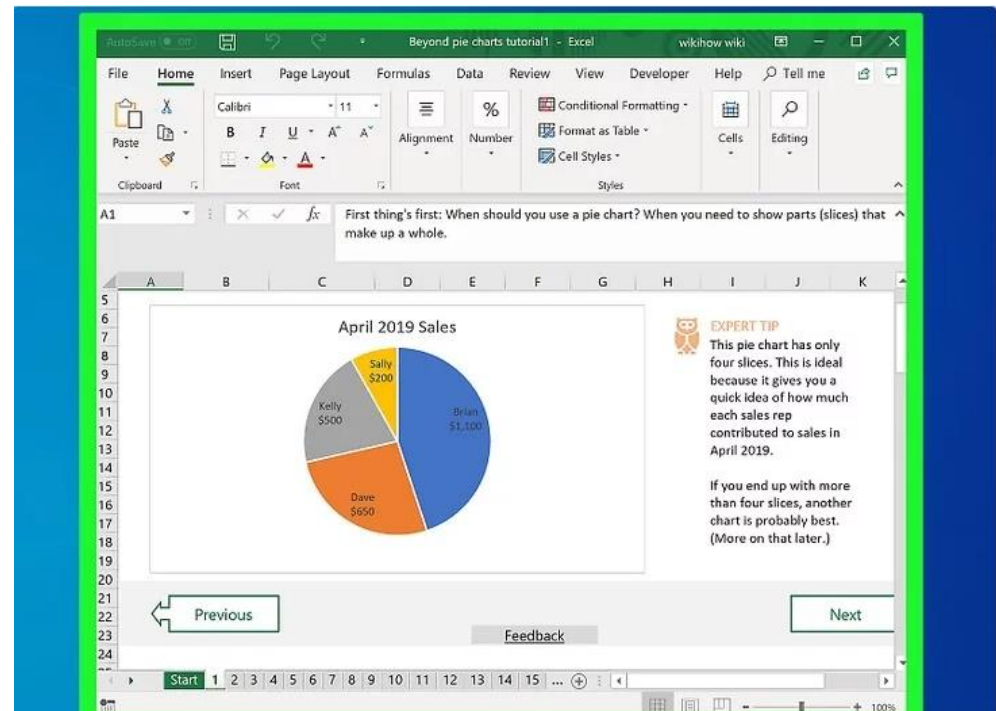 AutoSave Off
Beyond pie charts tutorial1 - Excel
wikihow wiki
File Home Insert Page Layout Formulas Data Review View Developer Help Tell me
Paste
Clipboard
Calibri 11
B I U A A
A
Font
Alignment
%
Number
Conditional Formatting
Format as Table
Cell Styles
Styles
Cells
Editing
A1
fx
First thing's first: When should you use a pie chart? When you need to show parts (slices) that
make up a whole.
A B C D E F G H I J K
5
6
7
8
9
10
11
12
13
14
15
16
17
18
19
20
21
22
23
24
April 2019 Sales
Sally
$200
Kelly
$500
Brian
$1,100
Dave
$650
EXPERT TIP
This pie chart has only
four slices. This is ideal
because it gives you a
quick idea of how much
each sales rep
contributed to sales in
April 2019.
If you end up with more
than four slices, another
chart is probably best.
(More on that later.)
Previous
Next
Feedback
Start 1 2 3 4 5 6 7 8 9 10 11 12 13 14 15 ...
100%